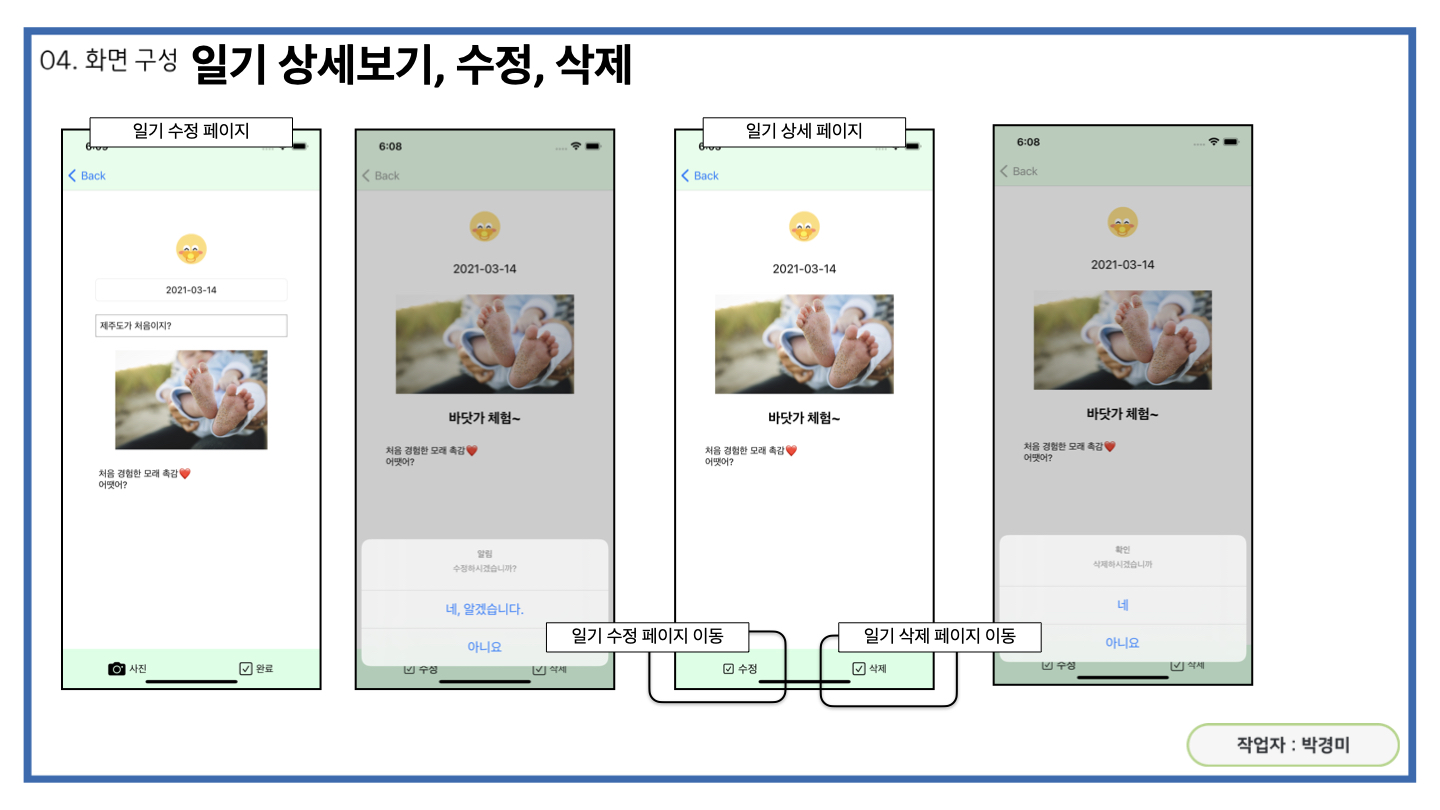 04. 화면 구성 일기 상세보기, 수정, 삭제
일기 수정 페이지
Back
2021-03-14
제주도가 처음이지?
처음 경험한 모래 촉감❤️
어땟어?
사진
완료
6:08
Back
2021-03-14
바닷가 체험~
처음 경험한 모래 촉감❤️
어땟어?
알림
수정하시겠습니까?
네, 알겠습니다.
아니요
수정
삭제
일기 수정 페이지 이동
일기 상세 페이지
Back
2021-03-14
바닷가 체험~
처음 경험한 모래 촉감❤️
어땟어?
수정
삭제
일기 삭제 페이지 이동
6:08
Back
2021-03-14
바닷가 체험~
처음 경험한 모래 촉감❤️
어땟어?
확인
삭제하시겠니까
네
아니요
수정
삭제
작업자 : 박경미